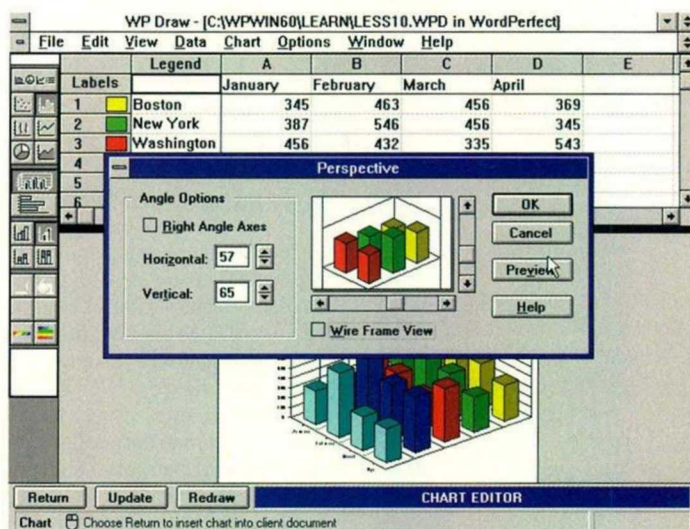 WP Draw - [C:\WPWIN60\LEARN\LESS10.WPD in WordPerfect]
File Edit View Data Chart Options Window Help
Legend A B C D E
Labels January February March April
1 Boston 345 463 456 369
2 New York 387 546 456 345
3 Washington 456 432 335 543
4
5
6
Perspective
Angle Options
Right Angle Axes
Horizontal: 57
Vertical: 65
Wire Frame View
OK
Cancel
Preview
Help
Return Update Redraw CHART EDITOR
Chart Choose Return to insert chart into client document